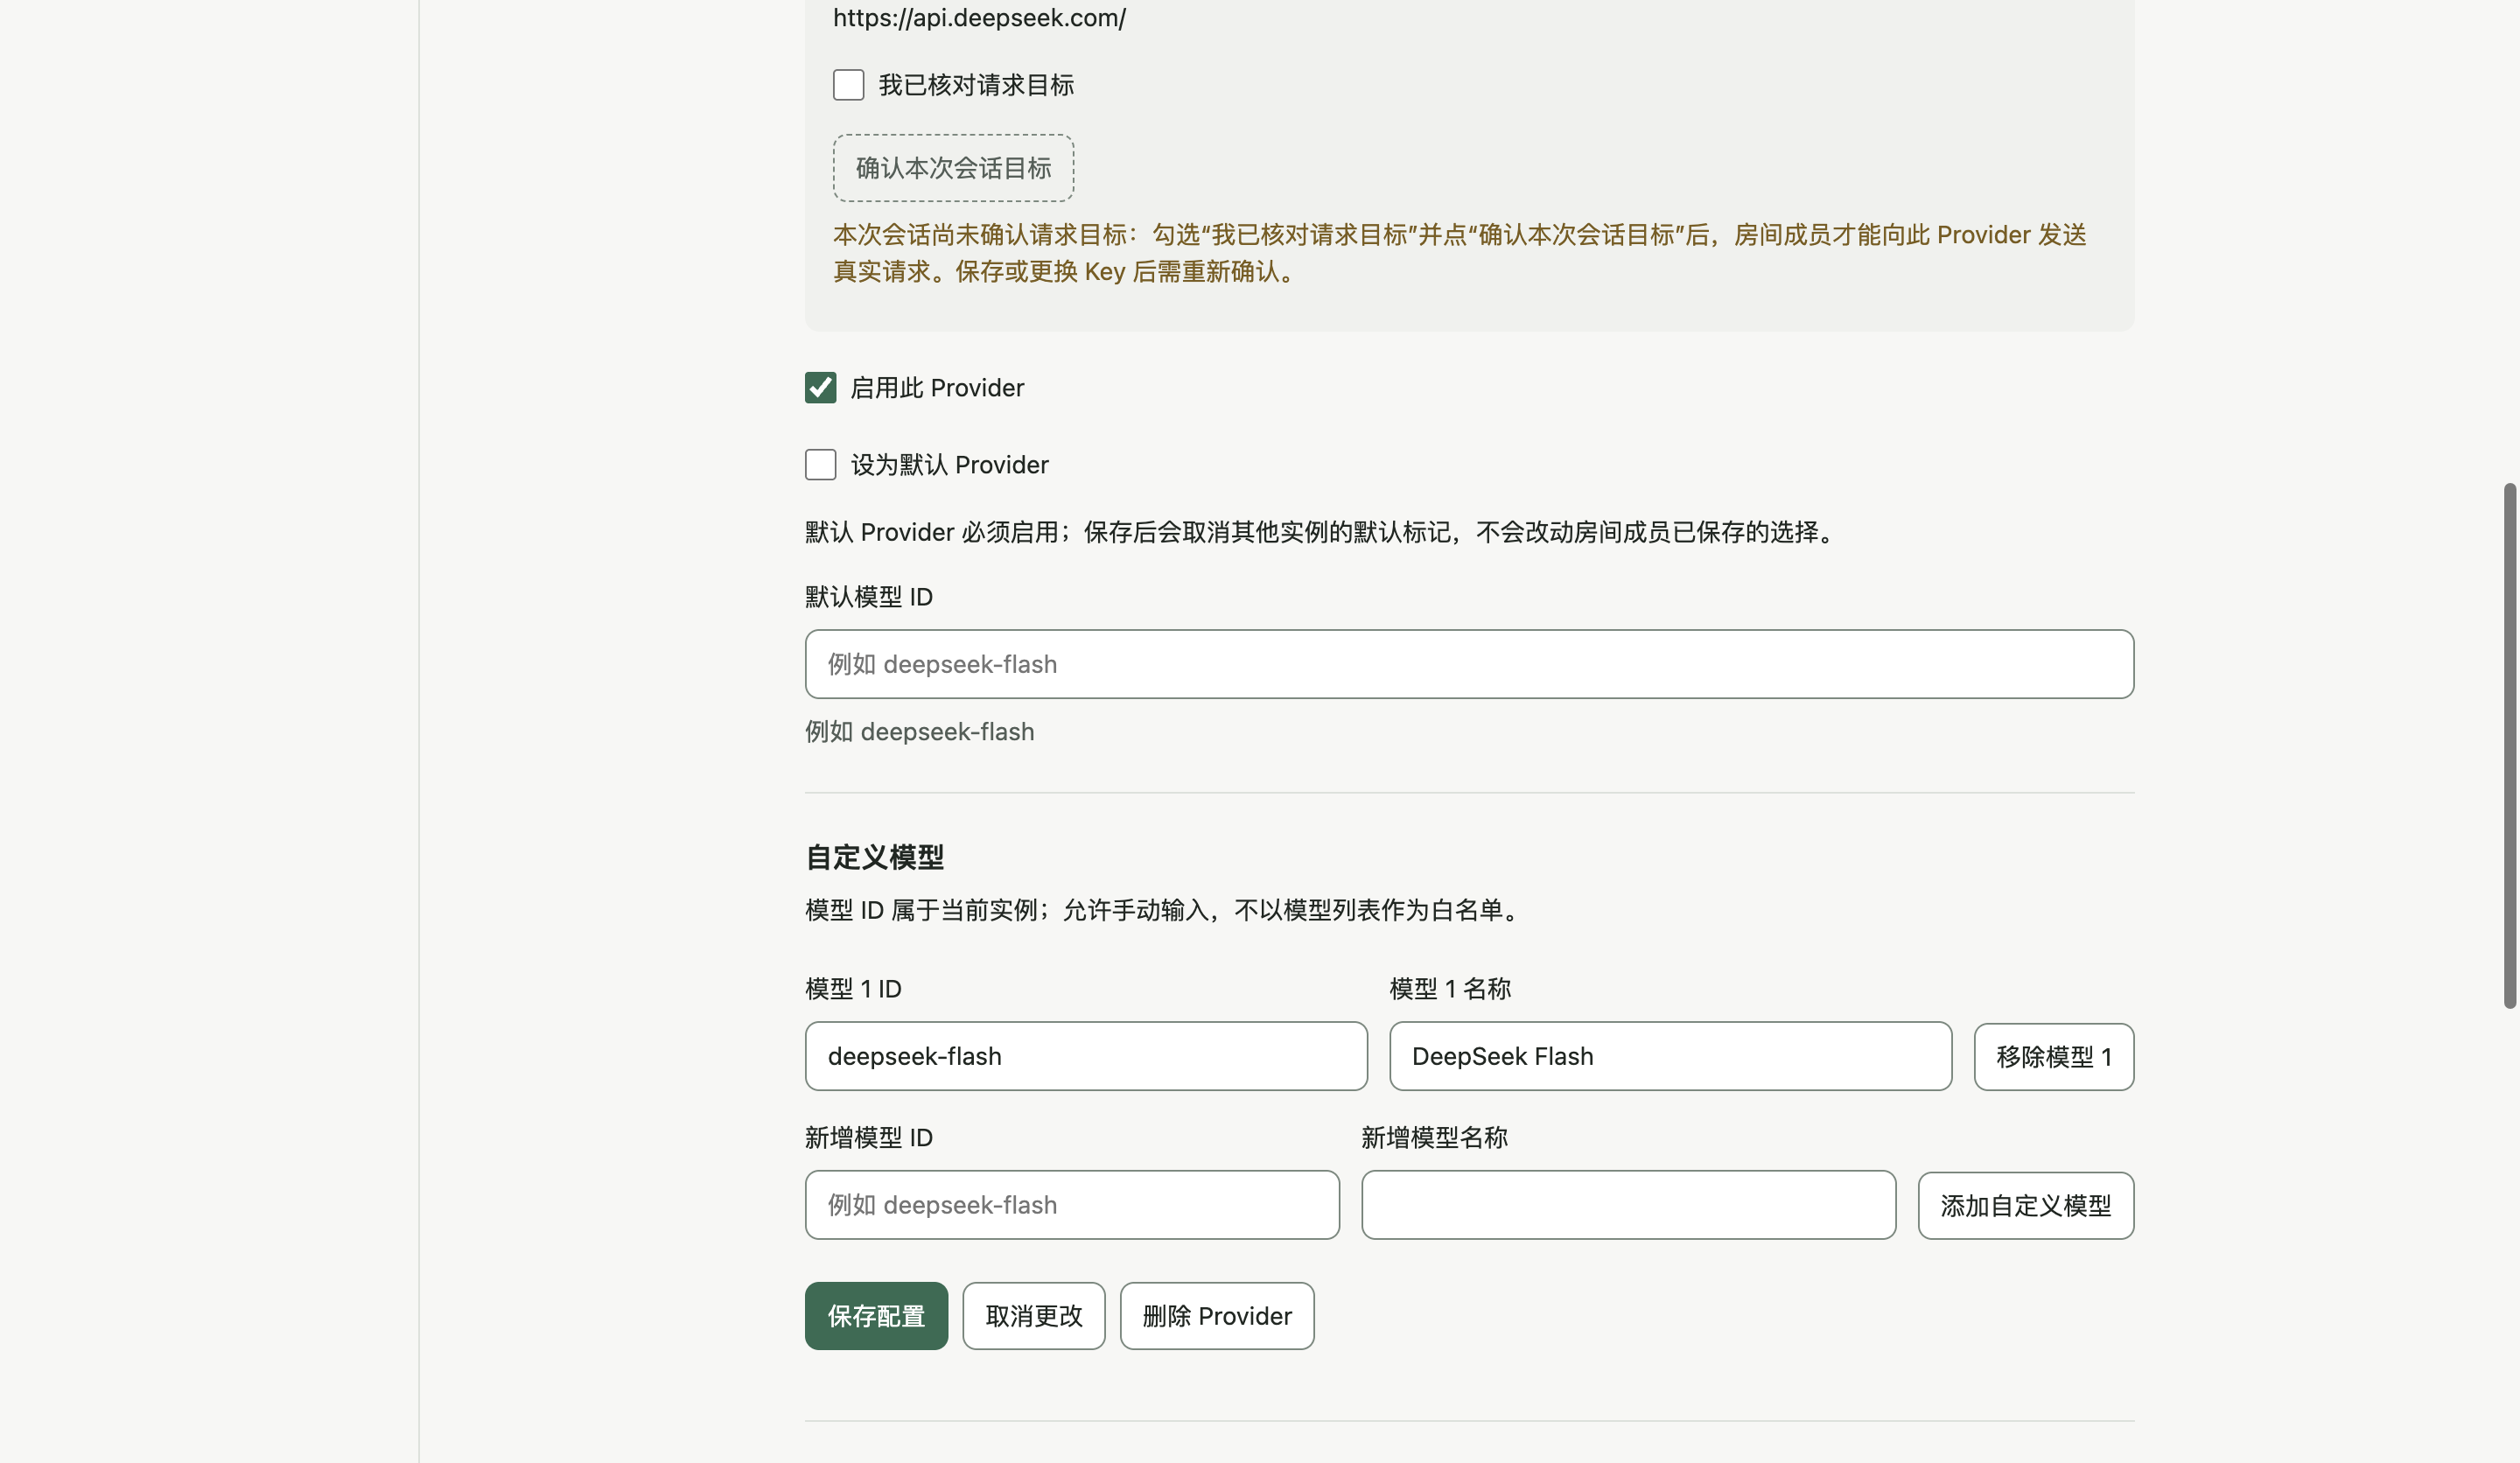 https://api.deepseek.com/
我已核对请求目标
确认本次会话目标
本次会话尚未确认请求目标：勾选“我已核对请求目标”并点“确认本次会话目标”后，房间成员才能向此 Provider 发送
真实请求。保存或更换 Key 后需重新确认。
启用此 Provider
设为默认 Provider
默认 Provider 必须启用；保存后会取消其他实例的默认标记，不会改动房间成员已保存的选择。
默认模型 ID
例如 deepseek-flash
例如 deepseek-flash
自定义模型
模型 ID 属于当前实例；允许手动输入，不以模型列表作为白名单。
模型 1 ID 模型 1 名称
deepseek-flash DeepSeek Flash 移除模型 1
新增模型 ID 新增模型名称
例如 deepseek-flash 添加自定义模型
保存配置 取消更改 删除 Provider